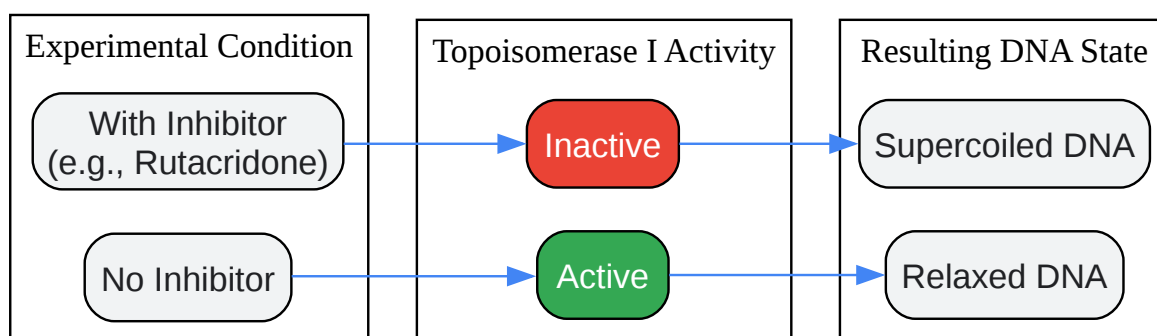 Experimental Condition
Topoisomerase I Activity
Resulting DNA State
With Inhibitor
(e.g., Rutacridone)
Inactive
Supercoiled DNA
No Inhibitor
Active
Relaxed DNA